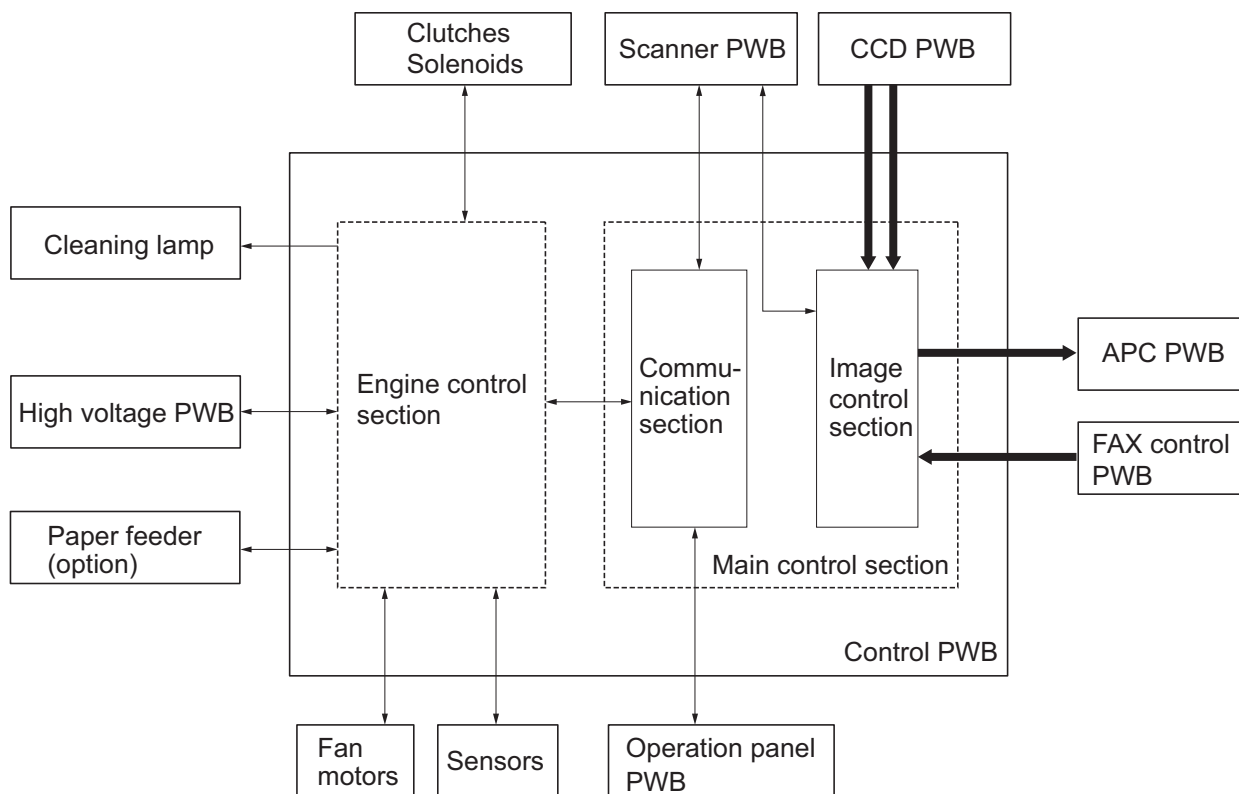 Clutches
Solenoids
Scanner PWB
CCD PWB
Cleaning lamp
High voltage PWB
Paper feeder
(option)
Engine control
section
Commu-
nication
section
Image
control
section
Main control section
Control PWB
APC PWB
FAX control
PWB
Fan
motors
Sensors
Operation panel
PWB